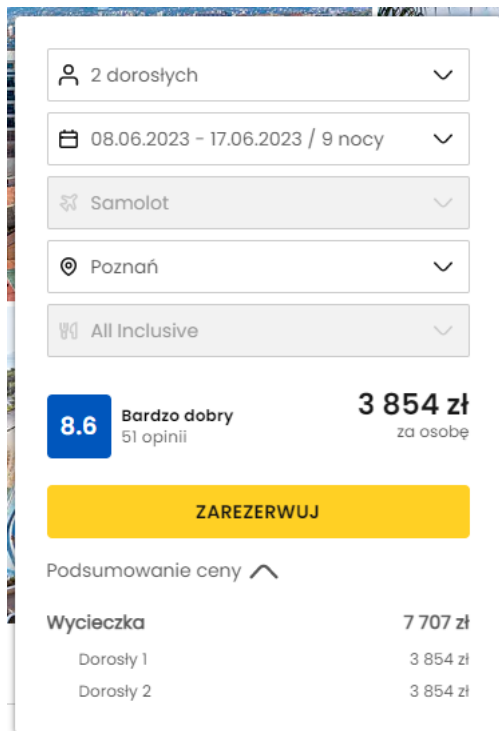 2 dorosłych
08.06.2023 - 17.06.2023 / 9 nocy
Samolot
Poznań
All Inclusive
8.6
Bardzo dobry
51 opinii
3 854 zł
za osobę
ZAREZERWUJ
Podsumowanie ceny
Wycieczka 7 707 zł
Dorosły 1 3 854 zł
Dorosły 2 3 854 zł